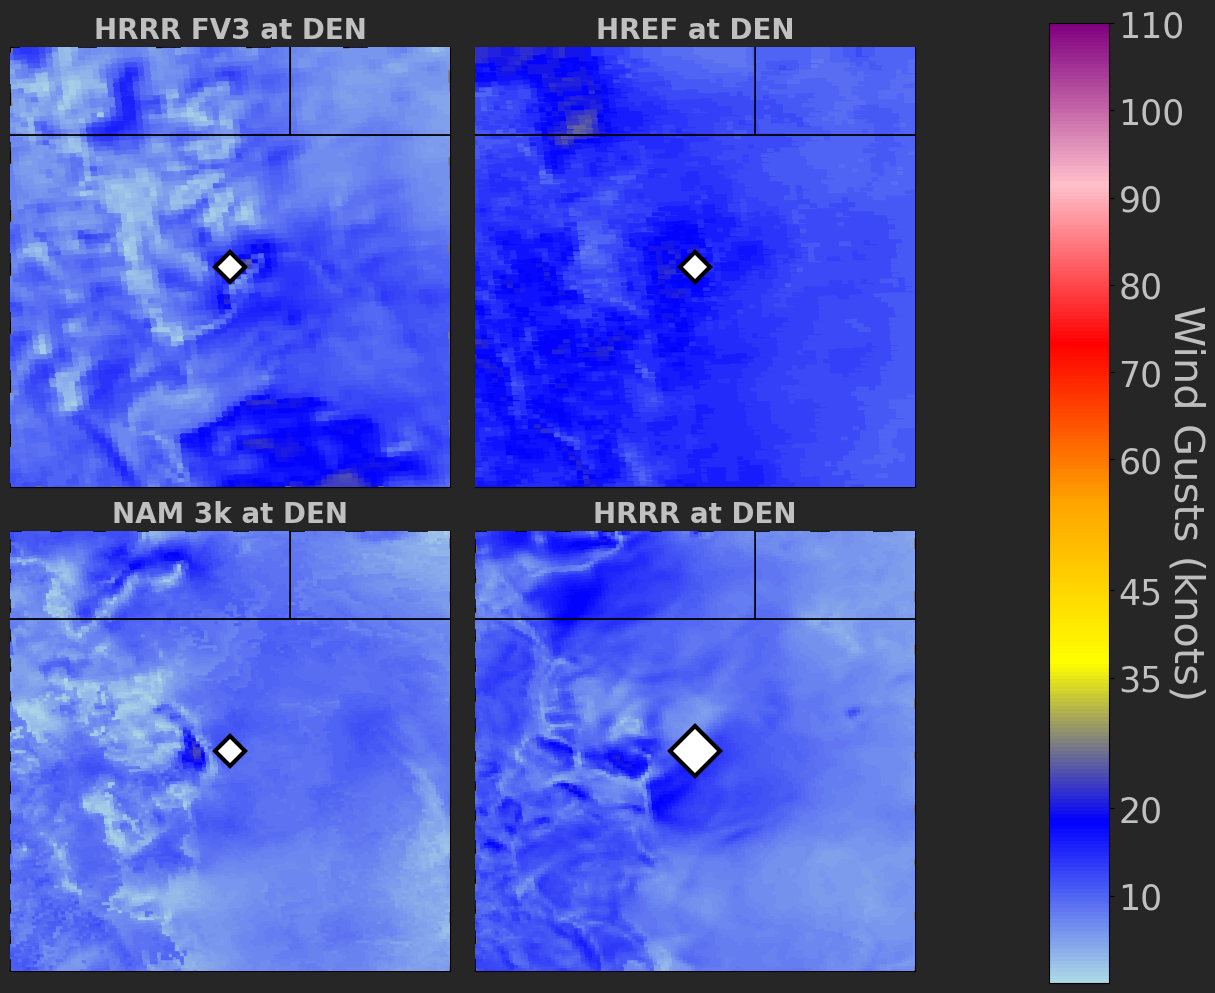 HRRR FV3 at DEN
HREF at DEN
NAM 3k at DEN
HRRR at DEN
110
100
90
80
70
60
45
35
20
10
Wind Gusts (knots)